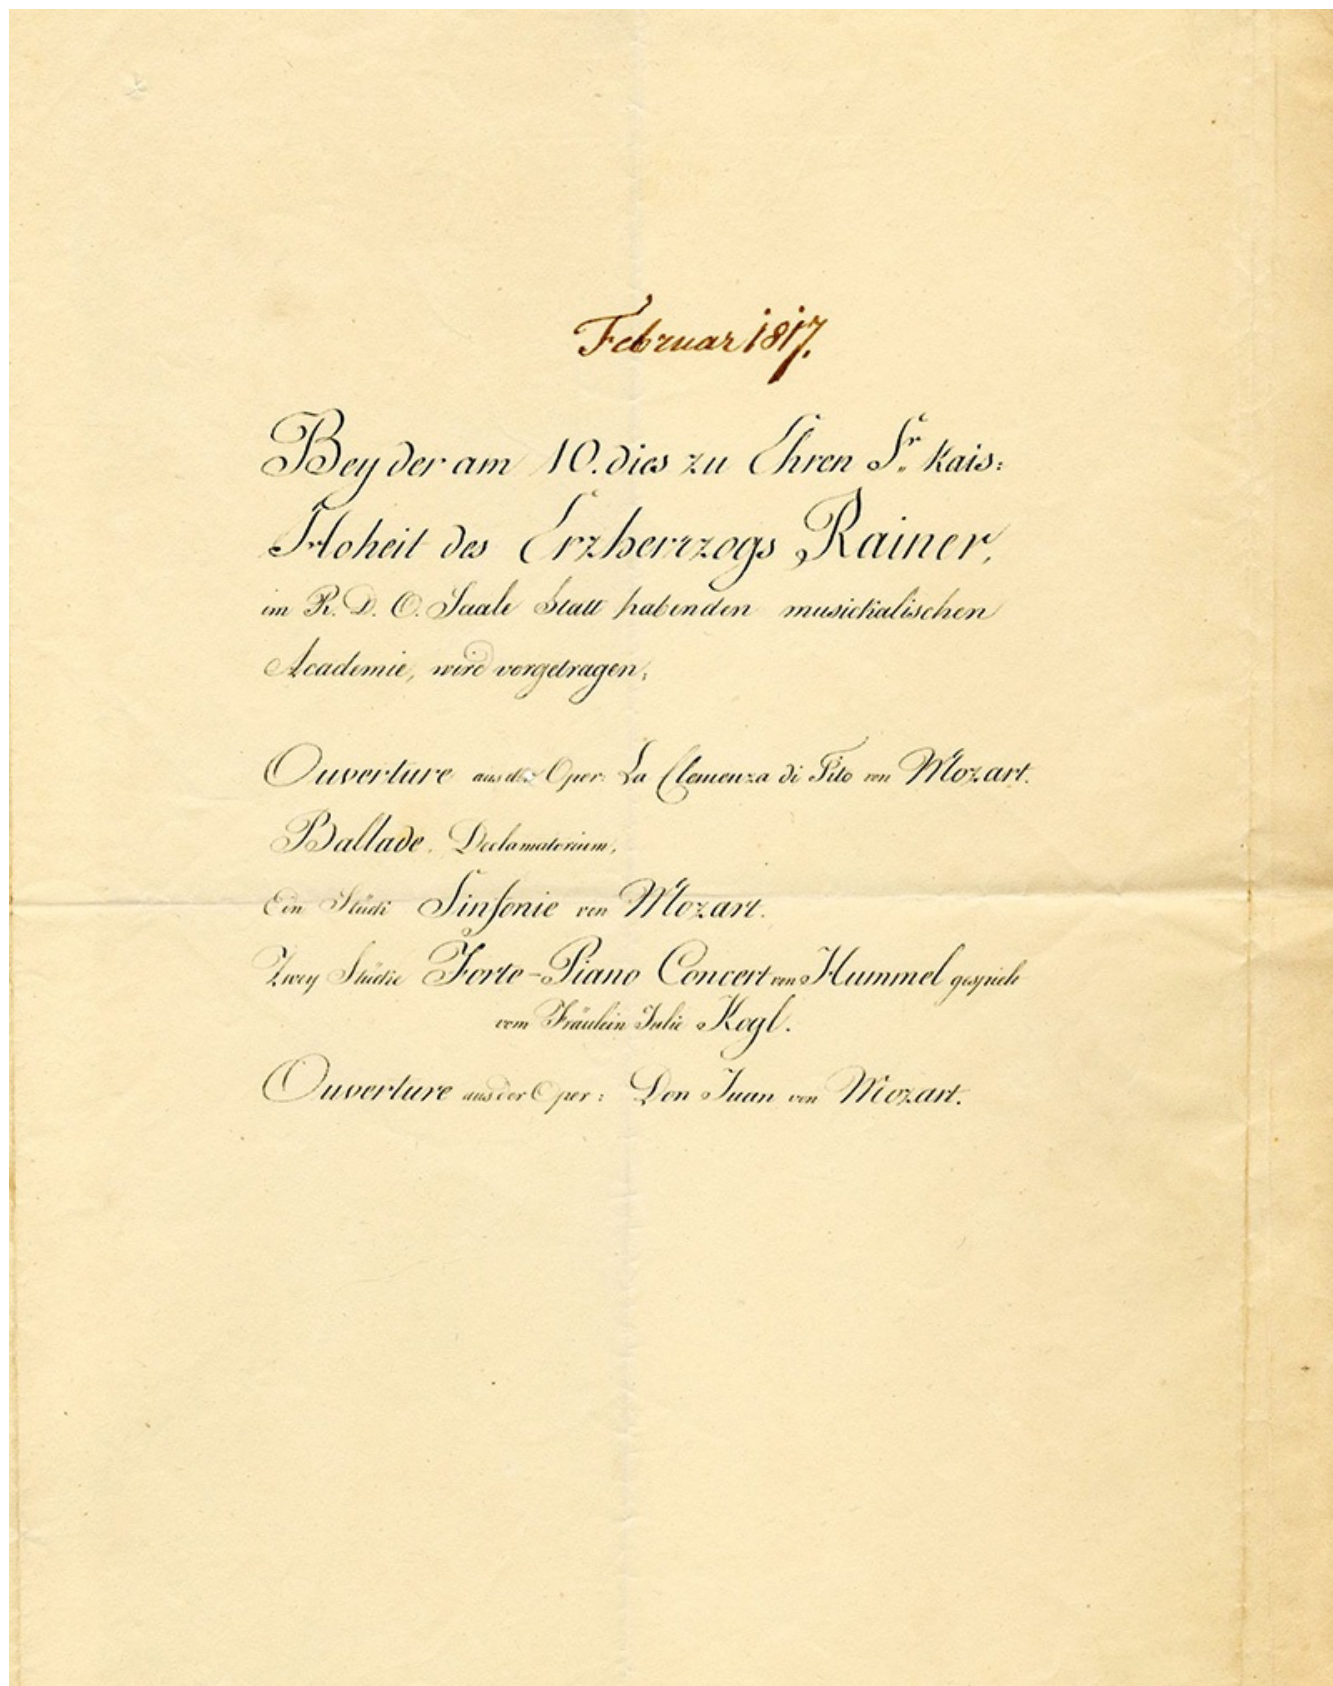 Februar 1817.
Bey der am 10. dies zu Ehren Sr. kais:
Hoheit des Erzherzogs Rainer,
im R. D. O. Saale Statt habenden musickalischen
Academie, wird vorgetragen;
Ouverture aus der Oper: La Clemenza di Tito von Mozart.
Ballade, Declamatorium,
Ein Stück Sinfonie von Mozart.
Zwey Stücke Forte-Piano Concert von Hummel gespielt
vom Fräulein Julie Kogl.
Ouverture aus der Oper: Don Juan von Mozart.